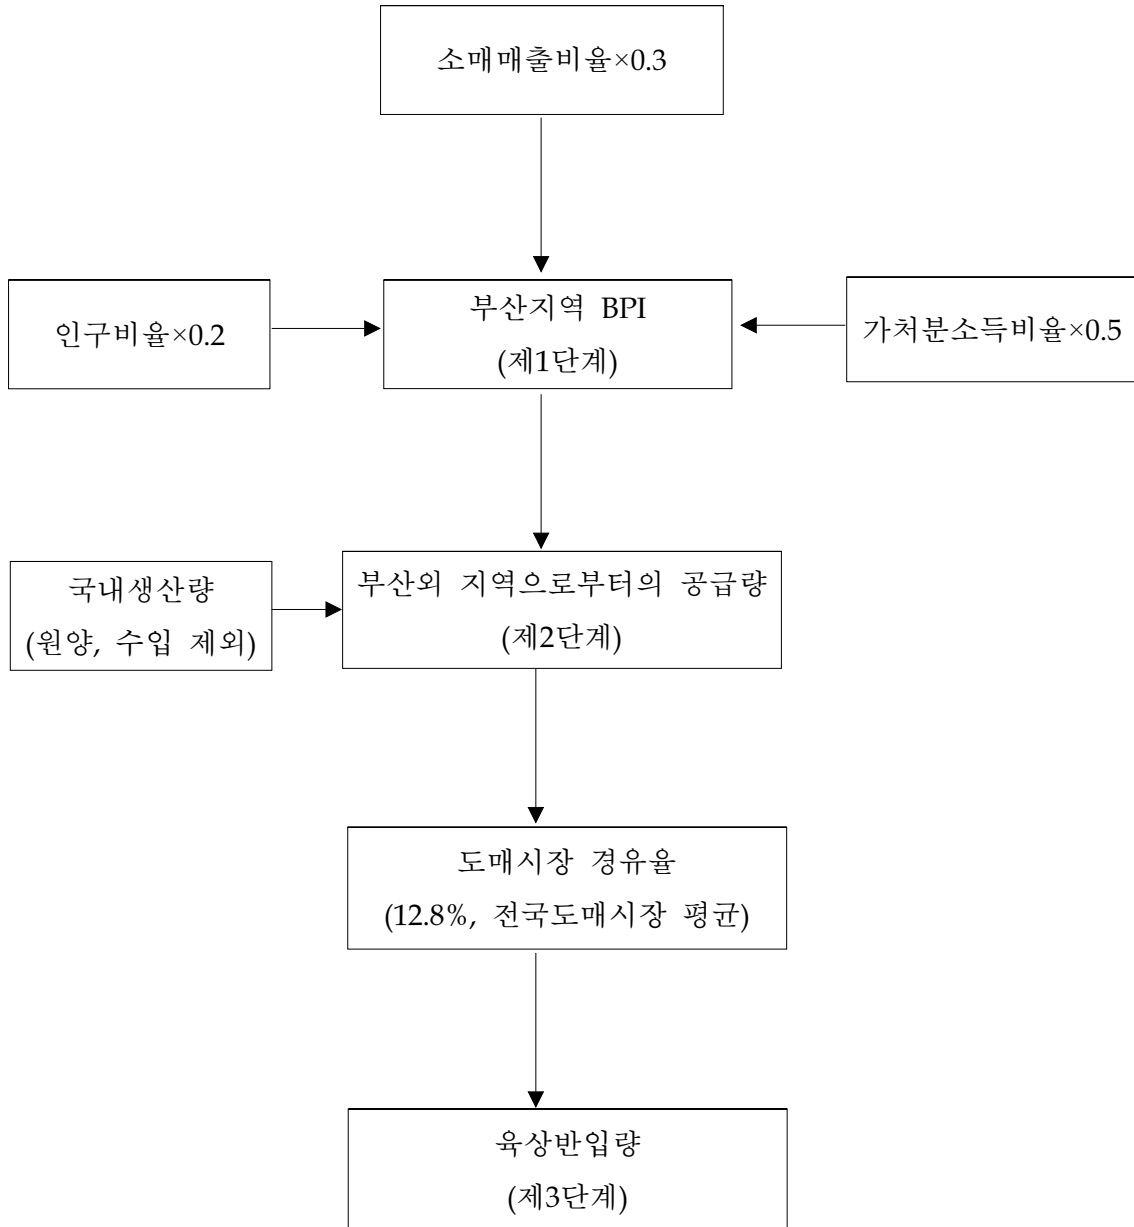 소매매출비율×0.3
인구비율×0.2
부산지역 BPI
(제1단계)
가처분소득비율×0.5
국내생산량
(원양, 수입 제외)
부산외 지역으로부터의 공급량
(제2단계)
도매시장 경유율
(12.8%, 전국도매시장 평균)
육상반입량
(제3단계)